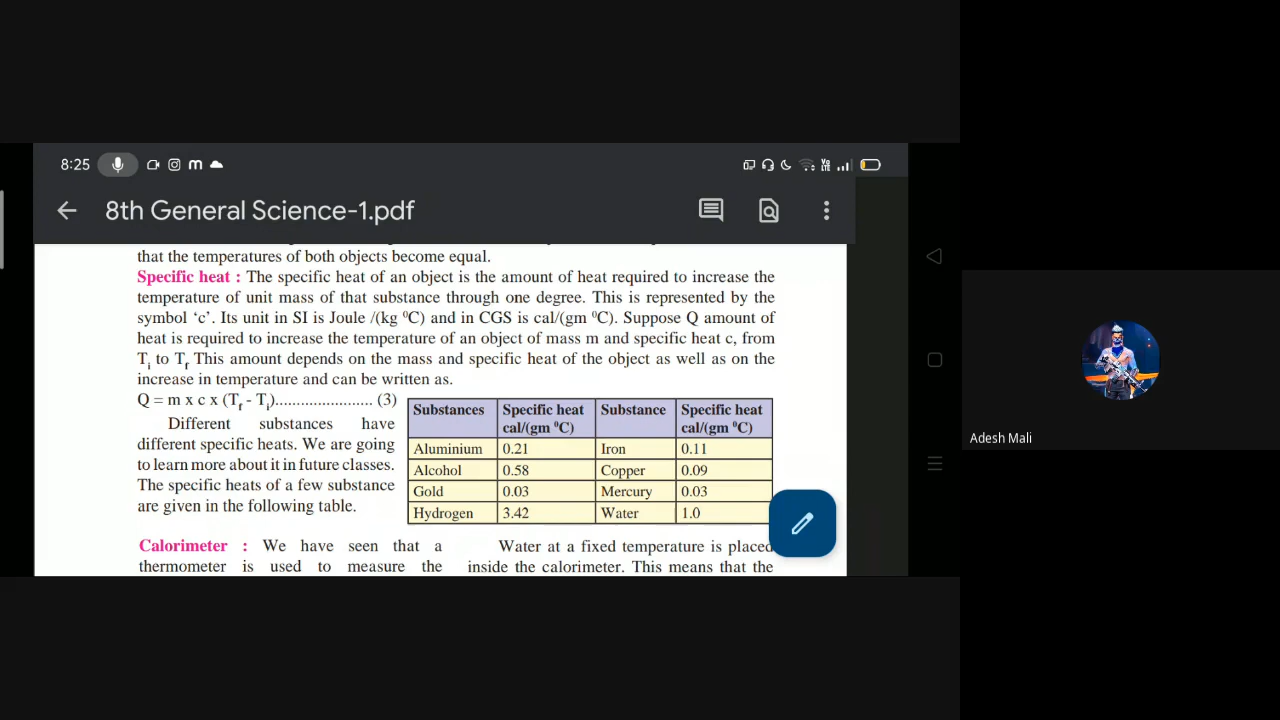 8:25
8th General Science-1.pdf
that the temperatures of both objects become equal.
Specific heat : The specific heat of an object is the amount of heat required to increase the
temperature of unit mass of that substance through one degree. This is represented by the
symbol ‘c’. Its unit in SI is Joule /(kg ⁰C) and in CGS is cal/(gm ⁰C). Suppose Q amount of
heat is required to increase the temperature of an object of mass m and specific heat c, from
Tᵢ to T_f This amount depends on the mass and specific heat of the object as well as on the
increase in temperature and can be written as.
Q = m x c x (T_f - Tᵢ)....................... (3)
Different substances have
different specific heats. We are going
to learn more about it in future classes.
The specific heats of a few substance
are given in the following table.
Substances Specific heat cal/(gm ⁰C) Substance Specific heat cal/(gm ⁰C)
Aluminium 0.21 Iron 0.11
Alcohol 0.58 Copper 0.09
Gold 0.03 Mercury 0.03
Hydrogen 3.42 Water 1.0
Calorimeter : We have seen that a
thermometer is used to measure the
Water at a fixed temperature is placed
inside the calorimeter. This means that the
Adesh Mali